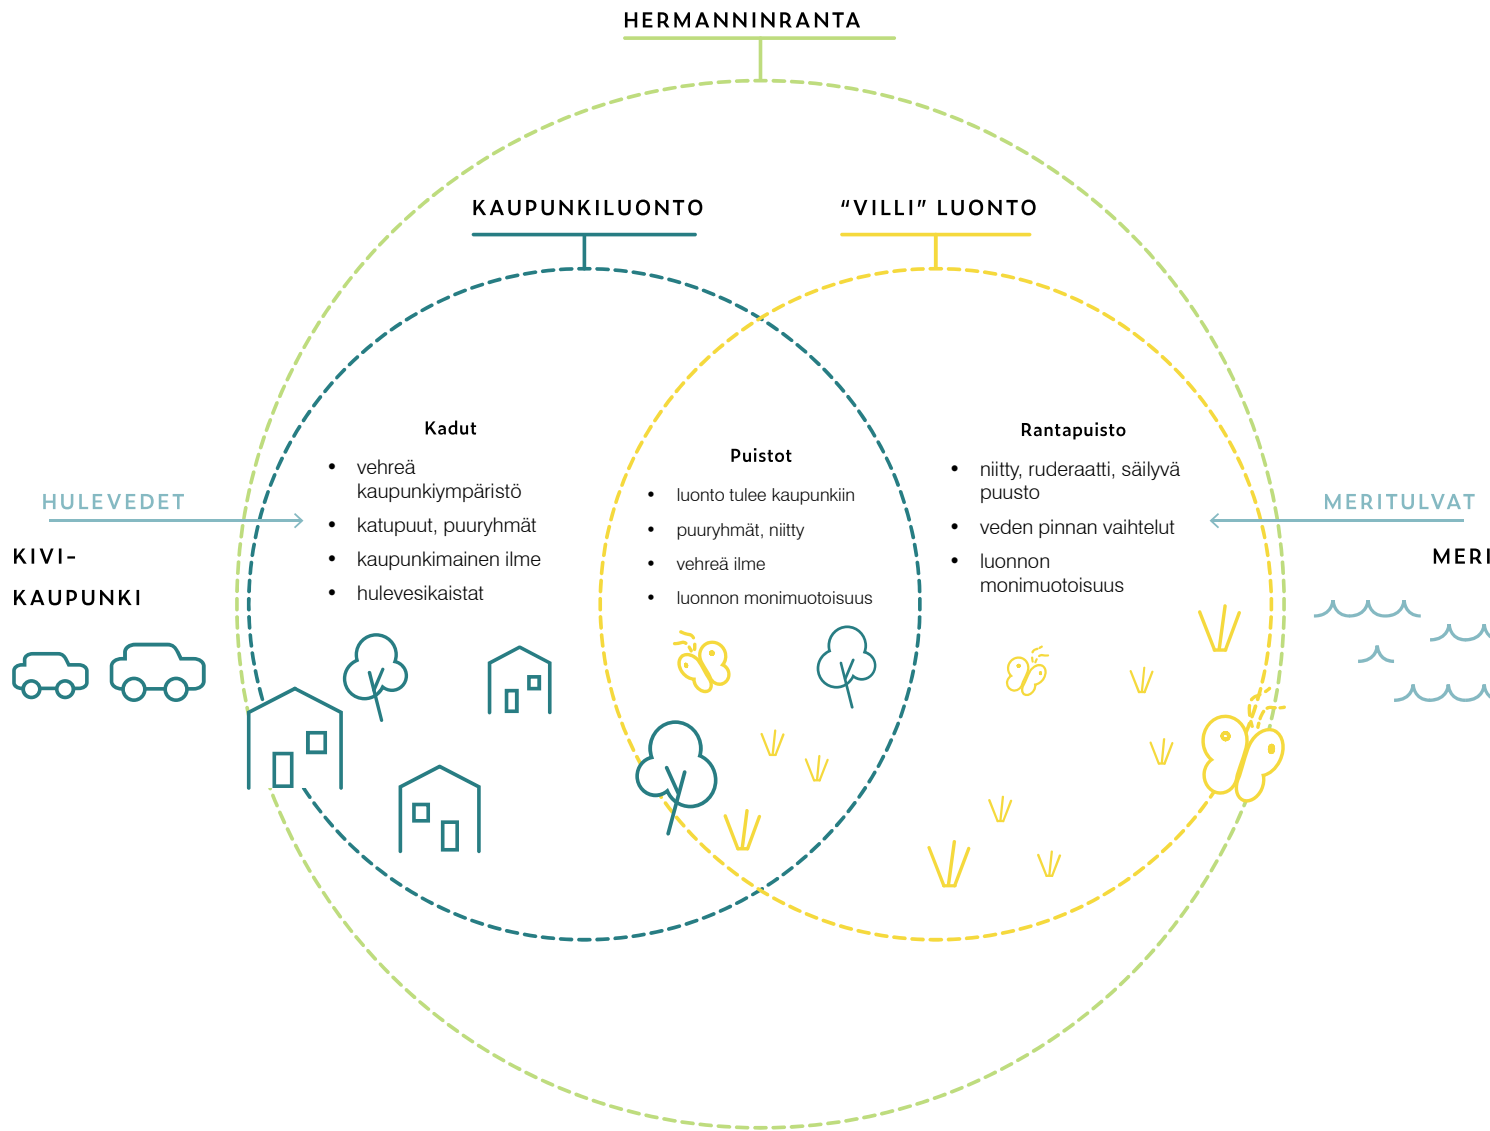 HERMANNINRANTA
KAUPUNKILUONTO
“VILLI” LUONTO
HULEVEDET
KIVI-
KAUPUNKI
Kadut
• vehreä
kaupunkiympäristö
• katupuut, puuryhmät
• kaupunkimainen ilme
• hulevesikaistat
Puistot
• luonto tulee kaupunkiin
• puuryhmät, niitty
• vehreä ilme
• luonnon monimuotoisuus
Rantapuisto
• niitty, ruderaatti, säilyvä
puusto
• veden pinnan vaihtelut
• luonnon
monimuotoisuus
MERITULVAT
MERI